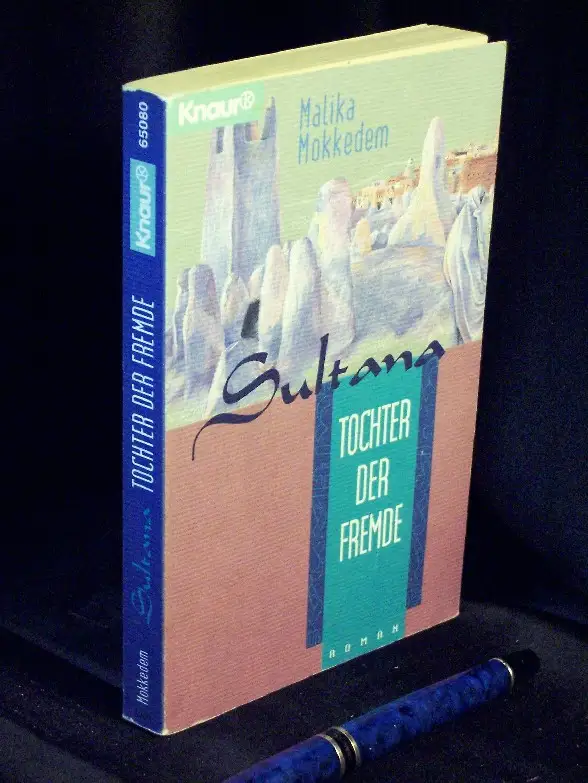 Knaur®
Malika
Mokkedem
Sultana
TOCHTER
DER
FREMDE
ROMAN
65080
Knaur®
TOCHTER DER FREMDE
Sultana
Mokkedem